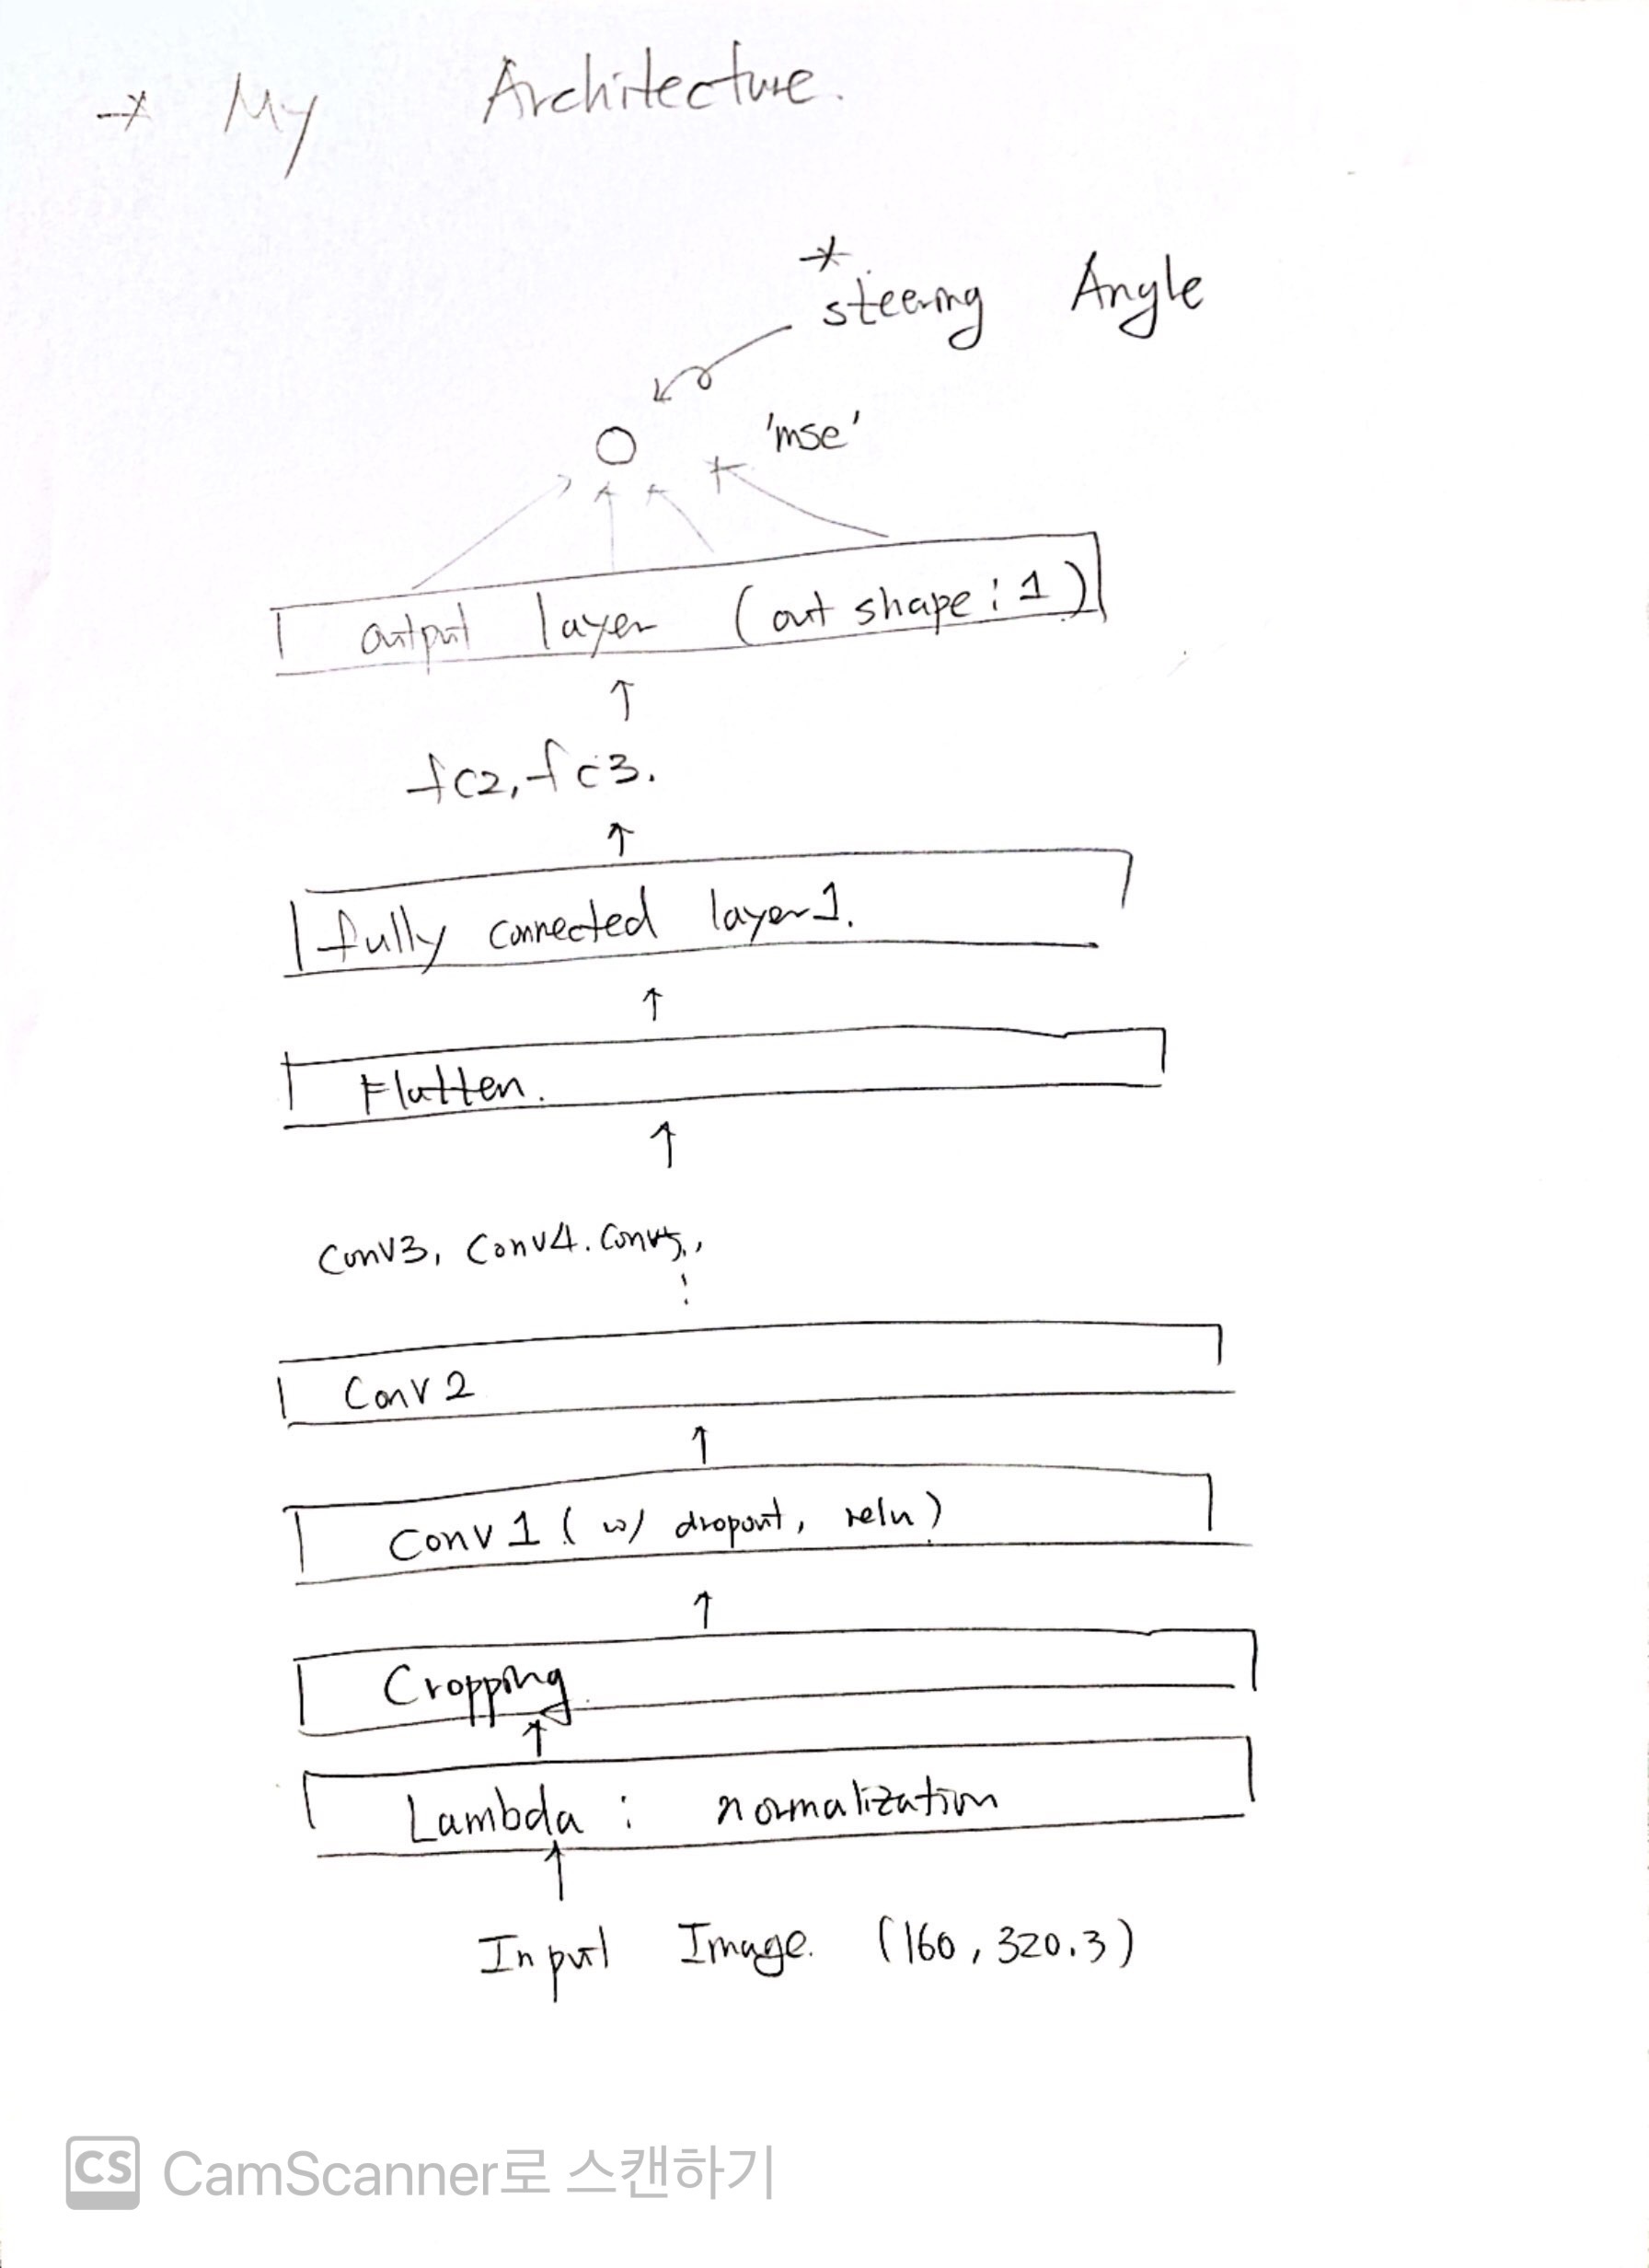 → My Architecture.
* steering Angle
'mse'
output layer (out shape : 1)
fc2, fc3.
fully connected layer 1.
Flatten.
Conv3, Conv4. Conv5.,
Conv 2
Conv 1 ( w/ dropout, relu )
Cropping
Lambda : normalization
Input Image. (160, 320.3)
CS CamScanner로 스캔하기